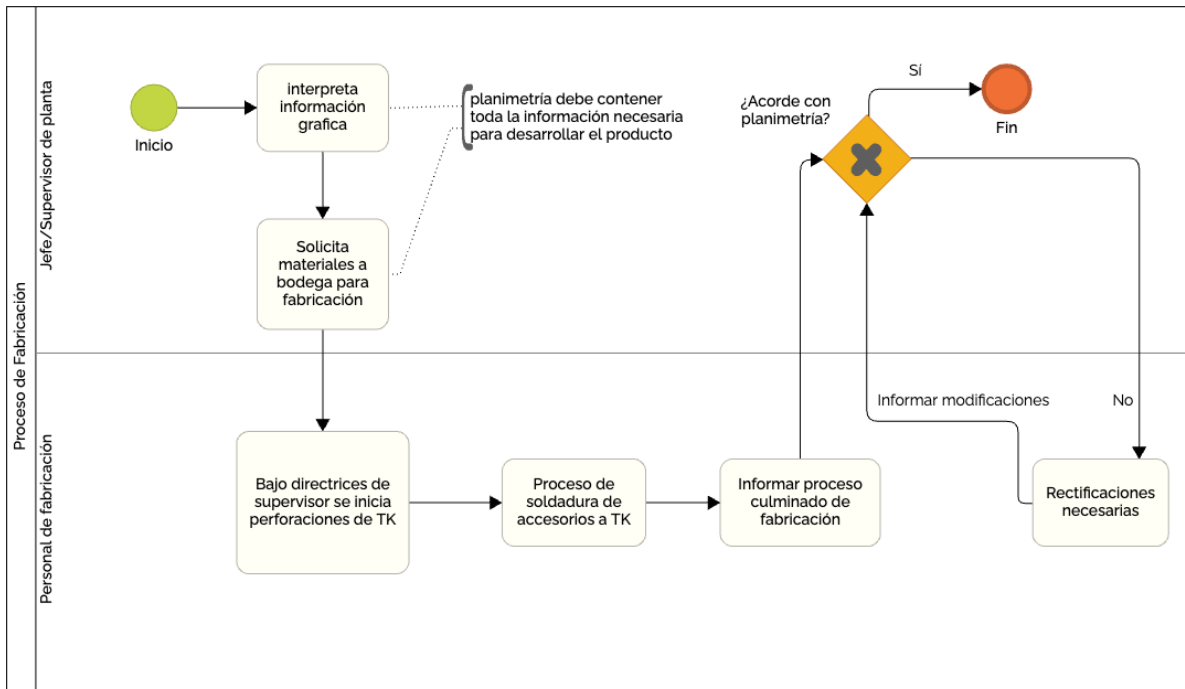 Proceso de Fabricación
Jefe/Supervisor de planta
Inicio
interpreta
información
grafica
planimetría debe contener
toda la información necesaria
para desarrollar el producto
Solicita
materiales a
bodega para
fabricación
¿Acorde con
planimetría?
Sí
Fin
No
Informar modificaciones
Personal de fabricación
Bajo directrices de
supervisor se inicia
perforaciones de TK
Proceso de
soldadura de
accesorios a TK
Informar proceso
culminado de
fabricación
Rectificaciones
necesarias